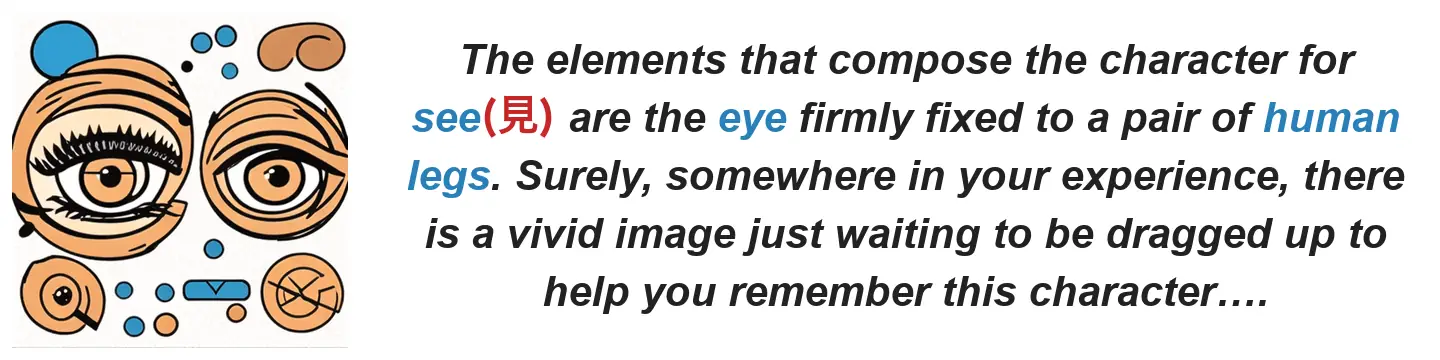 The elements that compose the character for
see(見) are the eye firmly fixed to a pair of human
legs. Surely, somewhere in your experience, there
is a vivid image just waiting to be dragged up to
help you remember this character….